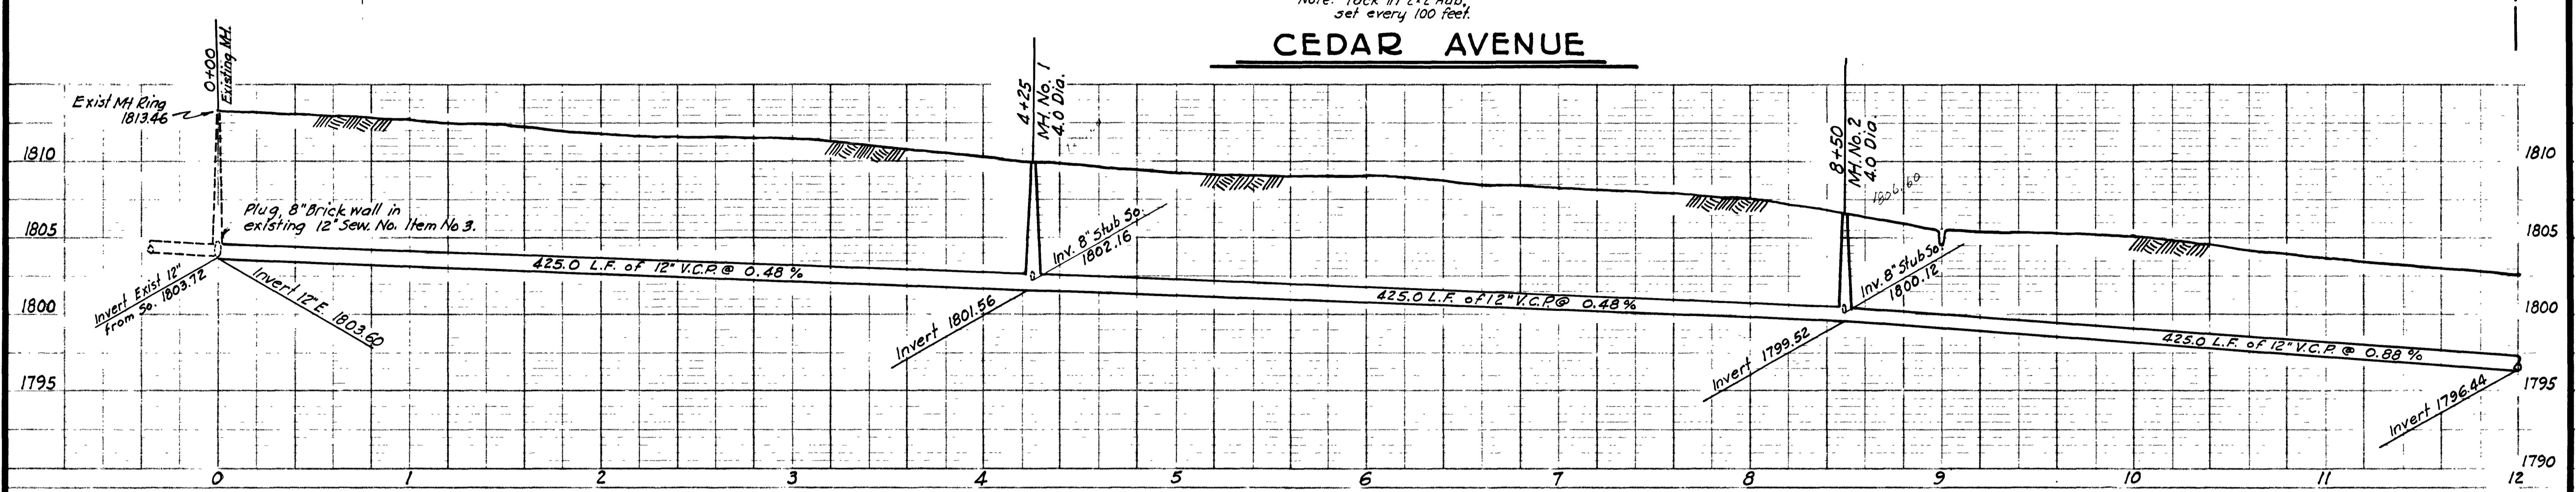 Note: Tack in 2"x2" Hub,
set every 100 feet.
CEDAR AVENUE
0+00
Existing M.H.
Exist MH Ring
1813.46
4+25
M.H. No. 1
4.0 Dia.
8+50
M.H. No. 2
4.0 Dia.
1806.60
1810
1810
Plug, 8" Brick wall in
existing 12" Sew. No. Item No 3.
1805
1805
Inv. 8" Stub So.
1802.16
Inv. 8" Stub So.
1800.12
425.0 L.F. of 12" V.C.P. @ 0.48 %
425.0 L.F. of 12" V.C.P. @ 0.48 %
425.0 L.F. of 12" V.C.P. @ 0.88 %
Invert Exist 12"
from So. 1803.72
Invert 12" E. 1803.60
1800
1800
Invert 1801.56
Invert 1799.52
Invert 1796.44
1795
1795
1790
0 1 2 3 4 5 6 7 8 9 10 11 12